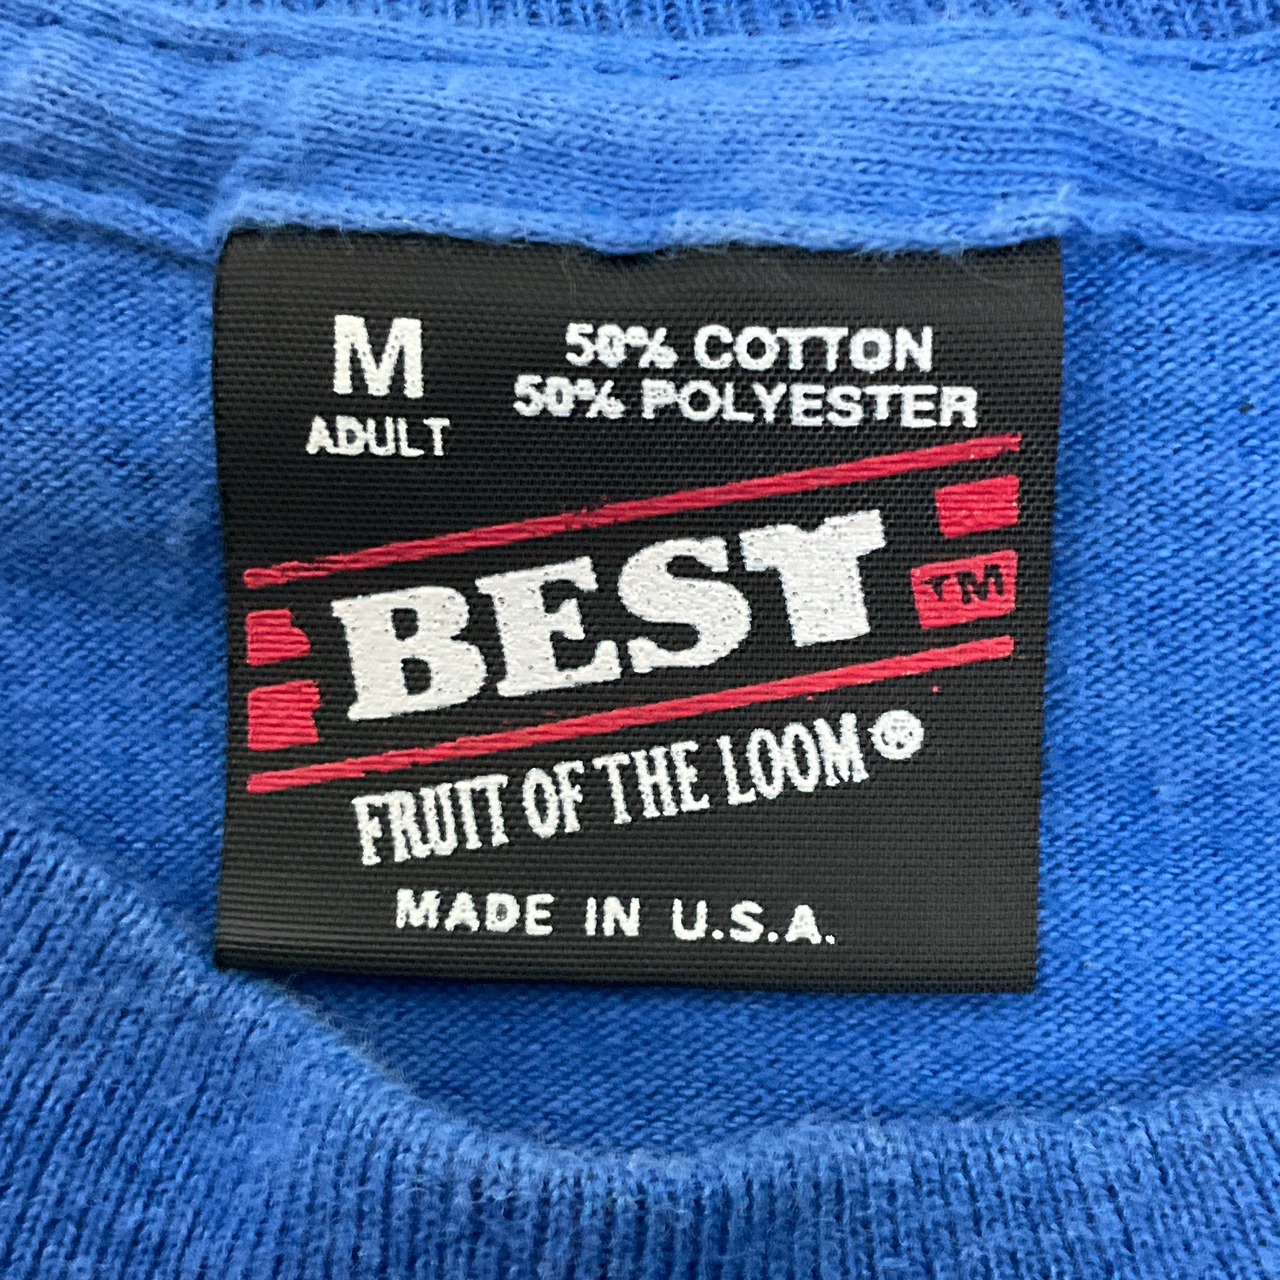 M
ADULT
50% COTTON
50% POLYESTER
BEST
TM
FRUIT OF THE LOOM®
MADE IN U.S.A.